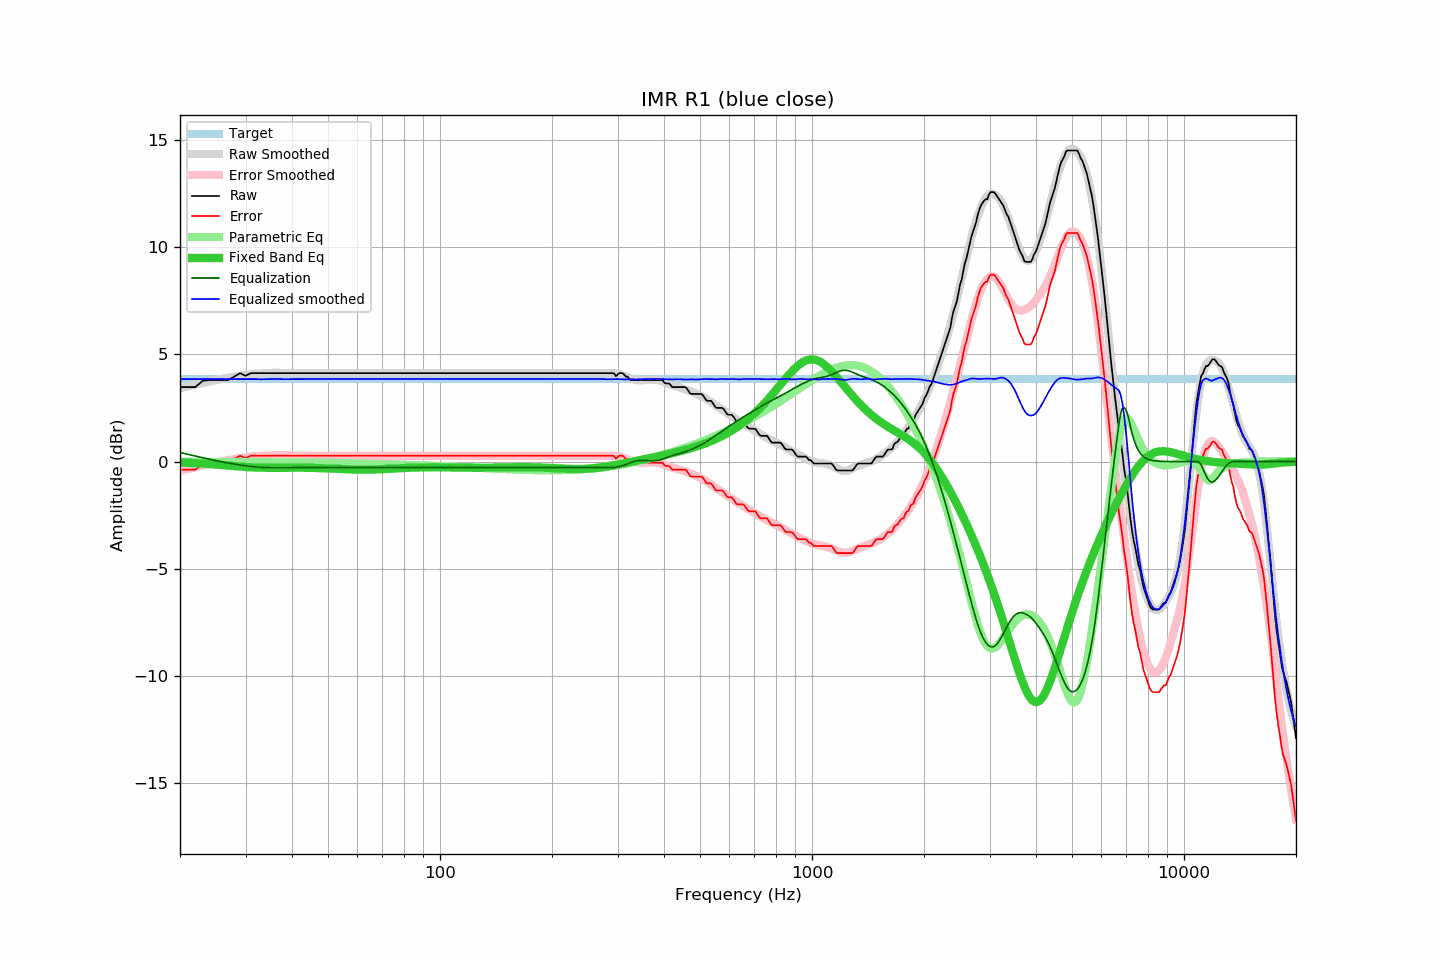 IMR R1 (blue close)
Target
Raw Smoothed
Error Smoothed
Raw
Error
Parametric Eq
Fixed Band Eq
Equalization
Equalized smoothed
15
10
5
0
−5
−10
−15
Amplitude (dBr)
100
1000
10000
Frequency (Hz)